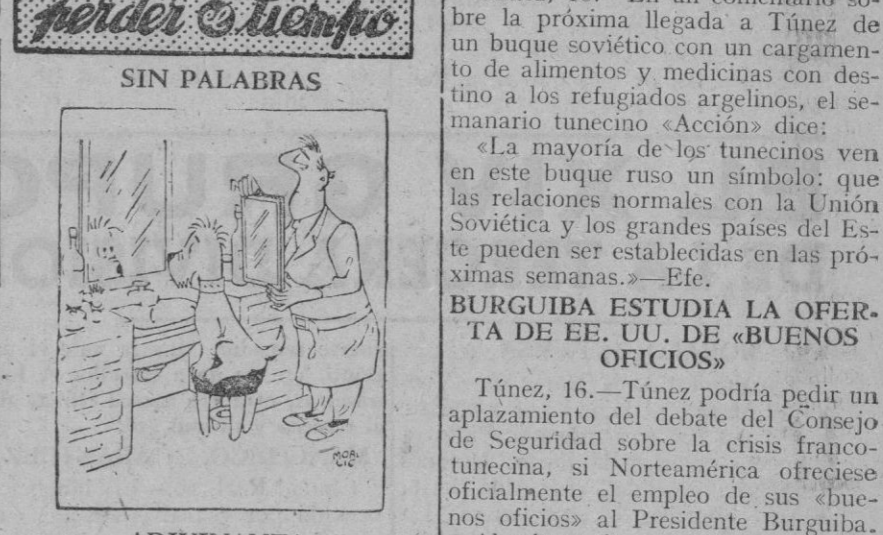 perder el tiempo
SIN PALABRAS
MORI
CIO
bre la próxima llegada a Túnez de
un buque soviético con un cargamen-
to de alimentos y medicinas con des-
tino a los refugiados argelinos, el se-
manario tunecino «Acción» dice:
«La mayoría de los tunecinos ven
en este buque ruso un símbolo: que
las relaciones normales con la Unión
Soviética y los grandes países del Es-
te pueden ser establecidas en las pró-
ximas semanas.»—Efe.
BURGUIBA ESTUDIA LA OFER-
TA DE EE. UU. DE «BUENOS
OFICIOS»
Túnez, 16.—Túnez podría pedir un
aplazamiento del debate del Consejo
de Seguridad sobre la crisis franco-
tunecina, si Norteamérica ofreciese
oficialmente el empleo de sus «bue-
nos oficios» al Presidente Burguiba.